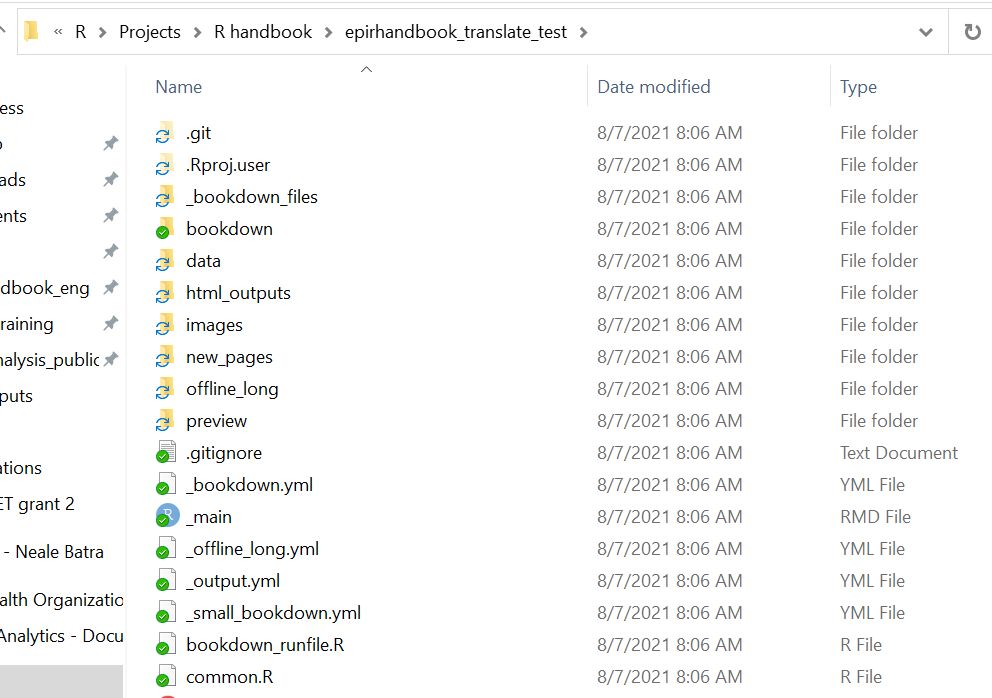 « R > Projects > R handbook > epirhandbook_translate_test >
Name Date modified Type
ess
.git 8/7/2021 8:06 AM File folder
.Rproj.user 8/7/2021 8:06 AM File folder
ads
_bookdown_files 8/7/2021 8:06 AM File folder
ents
bookdown 8/7/2021 8:06 AM File folder
data 8/7/2021 8:06 AM File folder
dbook_eng
html_outputs 8/7/2021 8:06 AM File folder
raining
images 8/7/2021 8:06 AM File folder
nalysis_public
new_pages 8/7/2021 8:06 AM File folder
puts
offline_long 8/7/2021 8:06 AM File folder
preview 8/7/2021 8:06 AM File folder
.gitignore 8/7/2021 8:06 AM Text Document
ations
_bookdown.yml 8/7/2021 8:06 AM YML File
ET grant 2
_main 8/7/2021 8:06 AM RMD File
- Neale Batra
_offline_long.yml 8/7/2021 8:06 AM YML File
_output.yml 8/7/2021 8:06 AM YML File
alth Organizatio
_small_bookdown.yml 8/7/2021 8:06 AM YML File
Analytics - Docu
bookdown_runfile.R 8/7/2021 8:06 AM R File
common.R 8/7/2021 8:06 AM R File